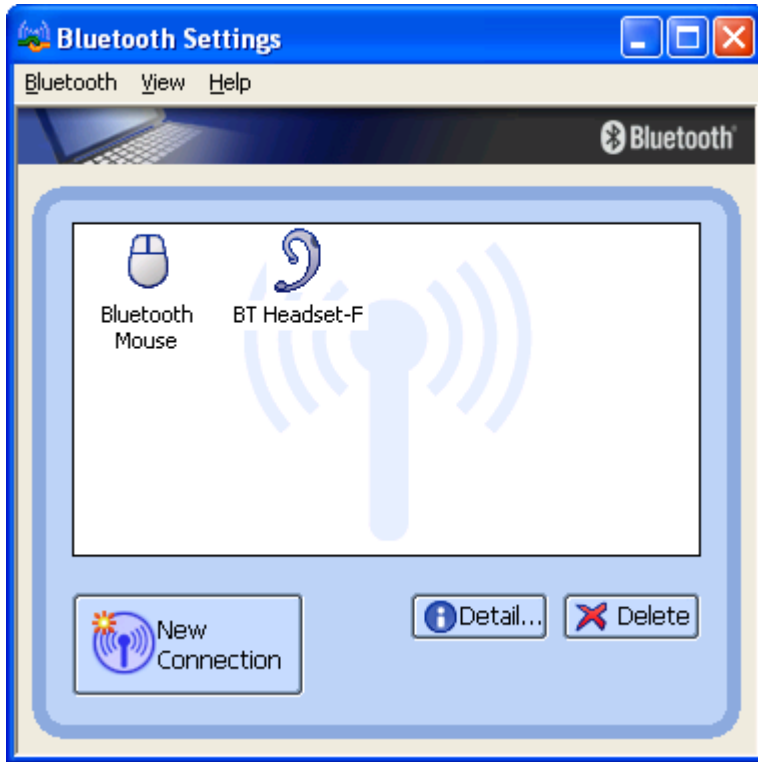 Bluetooth Settings
Bluetooth View Help
Bluetooth
Bluetooth
Mouse
BT Headset-F
New
Connection
Detail...
Delete